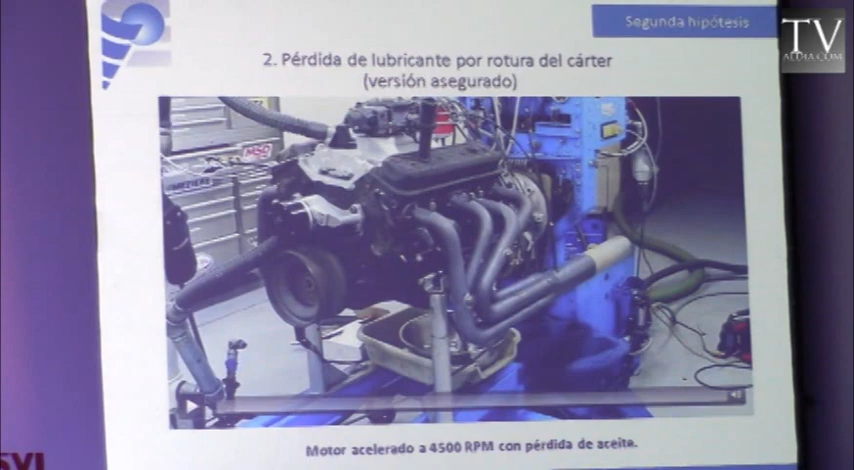 Segunda hipótesis
TV
ALDIA.COM
2. Pérdida de lubricante por rotura del cárter
(versión asegurado)
MSD
Motor acelerado a 4500 RPM con pérdida de aceite.